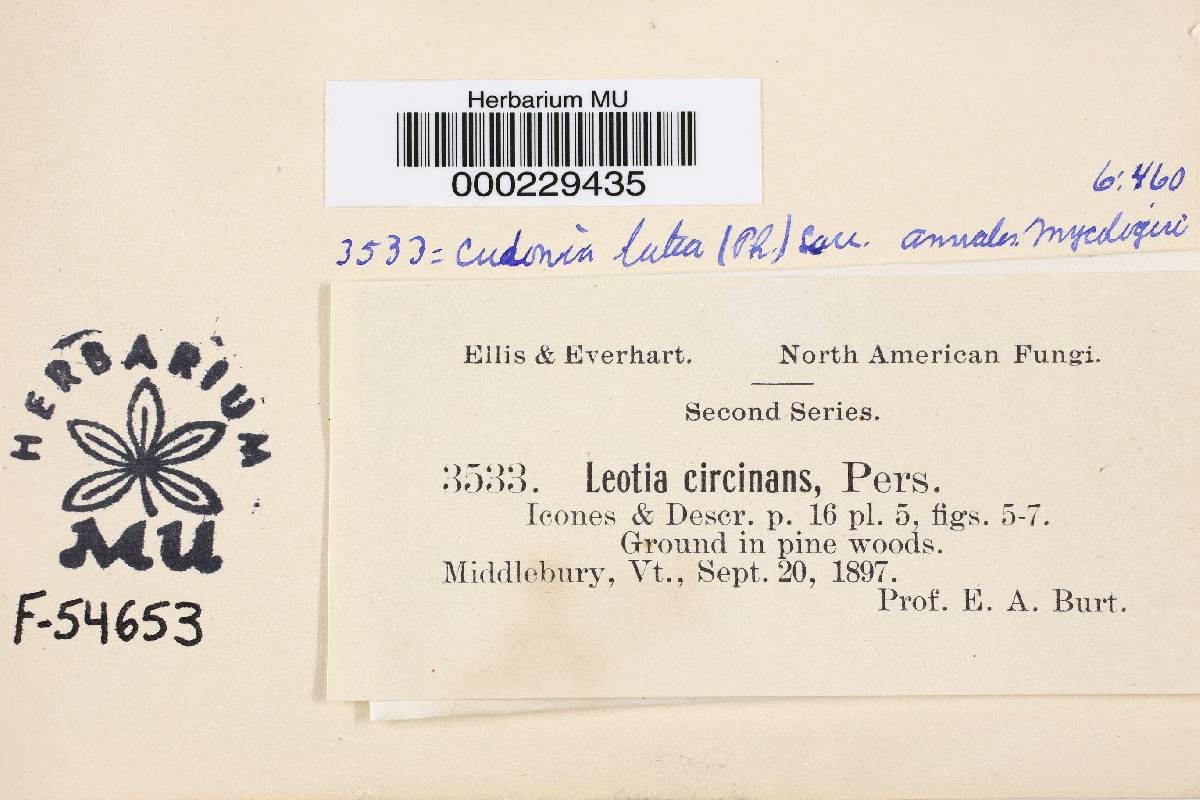 Herbarium MU
000229435
6:460
3533 = Cudonia lutea (Pk.) Sacc. Annales Mycologici
HERBARIUM
MU
F-54653
Ellis & Everhart. North American Fungi.
Second Series.
3533. Leotia circinans, Pers.
Icones & Descr. p. 16 pl. 5, figs. 5-7.
Ground in pine woods.
Middlebury, Vt., Sept. 20, 1897.
Prof. E. A. Burt.